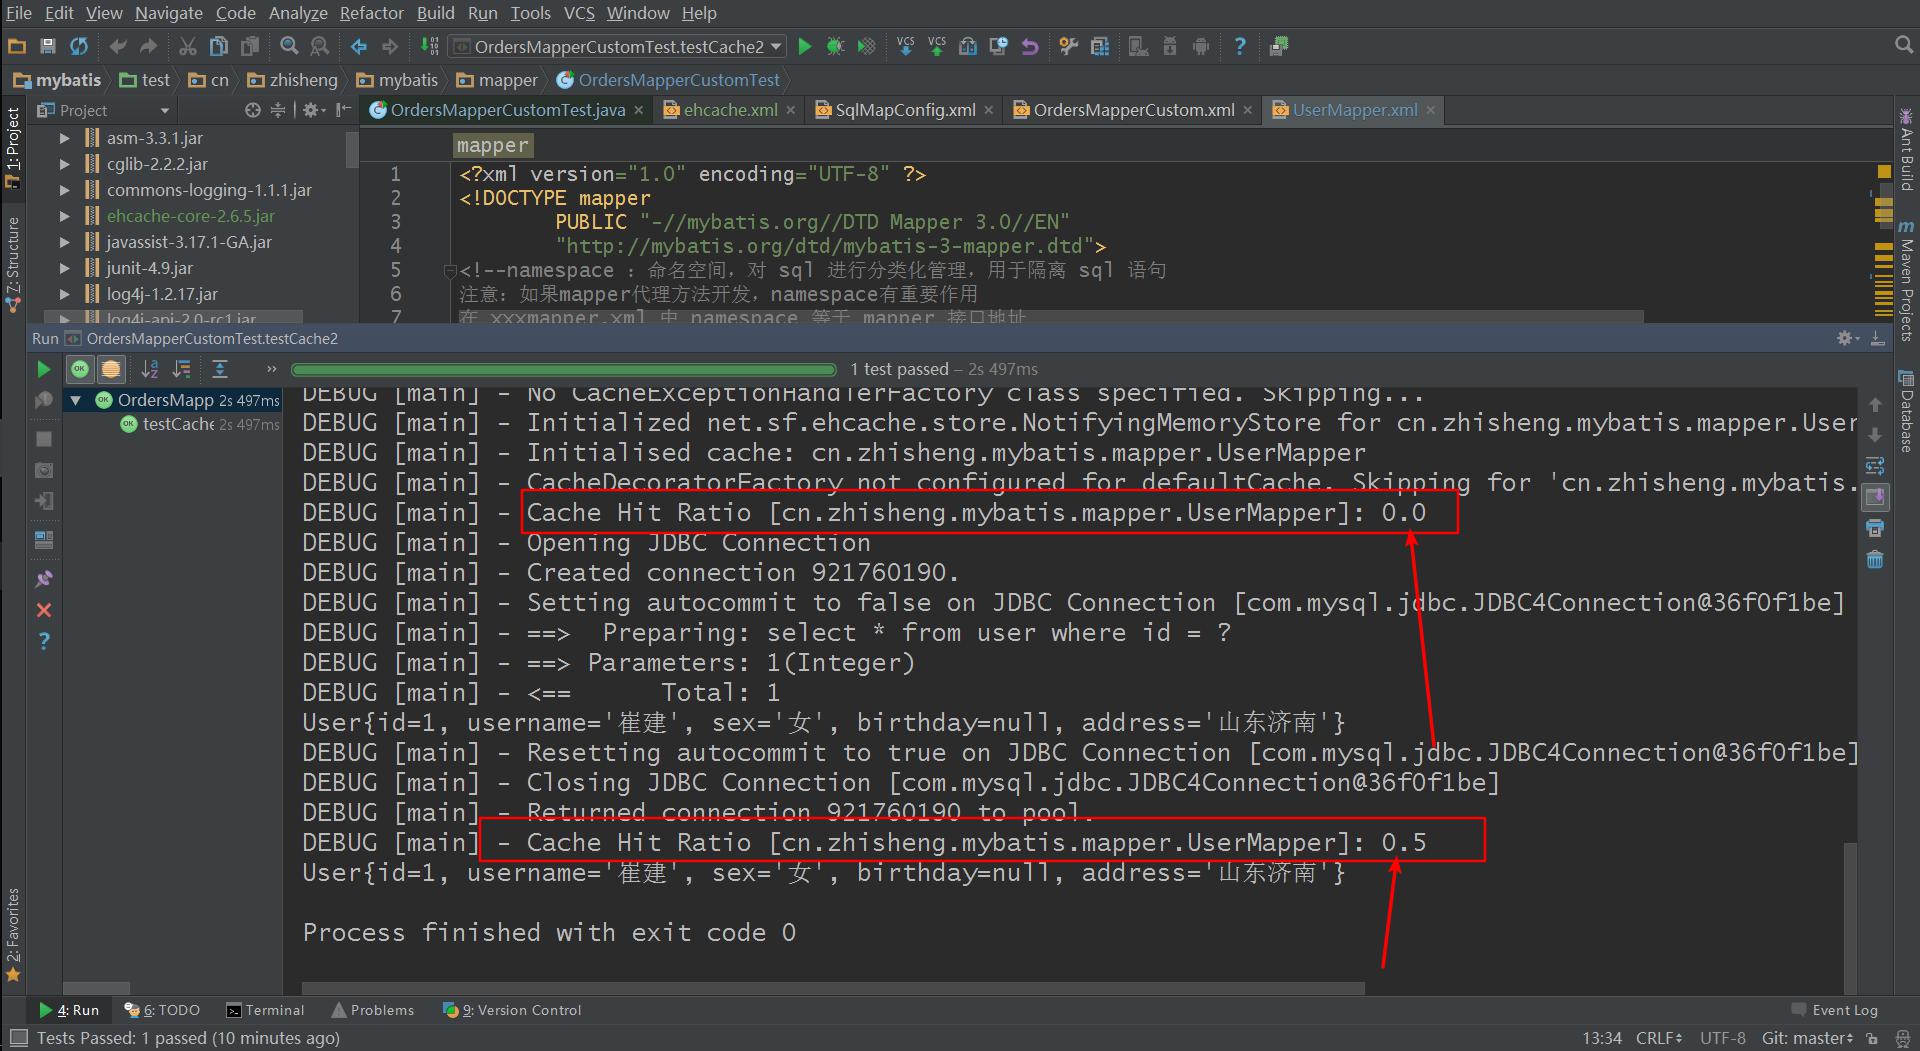 File Edit View Navigate Code Analyze Refactor Build Run Tools VCS Window Help
OrdersMapperCustomTest.testCache2
mybatis test cn zhisheng mybatis mapper OrdersMapperCustomTest
Project
OrdersMapperCustomTest.java ehcache.xml SqlMapConfig.xml OrdersMapperCustom.xml UserMapper.xml
1: Project
Z: Structure
2: Favorites
Ant Build
Maven Projects
Database
asm-3.3.1.jar
cglib-2.2.2.jar
commons-logging-1.1.1.jar
ehcache-core-2.6.5.jar
javassist-3.17.1-GA.jar
junit-4.9.jar
log4j-1.2.17.jar
log4j-api-2.0-rc1.jar
mapper
1 <?xml version="1.0" encoding="UTF-8" ?>
2 <!DOCTYPE mapper
3 PUBLIC "-//mybatis.org//DTD Mapper 3.0//EN"
4 "http://mybatis.org/dtd/mybatis-3-mapper.dtd">
5 <!--namespace : 命名空间，对 sql 进行分类化管理，用于隔离 sql 语句
6 注意：如果mapper代理方法开发，namespace有重要作用
7 在 xxxmapper.xml 中 namespace 等于 mapper 接口地址
Run OrdersMapperCustomTest.testCache2
1 test passed – 2s 497ms
OrdersMapp 2s 497ms
testCache 2s 497ms
DEBUG [main] - No CacheExceptionHandlerFactory class specified. Skipping...
DEBUG [main] - Initialized net.sf.ehcache.store.NotifyingMemoryStore for cn.zhisheng.mybatis.mapper.User
DEBUG [main] - Initialised cache: cn.zhisheng.mybatis.mapper.UserMapper
DEBUG [main] - CacheDecoratorFactory not configured for defaultCache. Skipping for 'cn.zhisheng.mybatis.
DEBUG [main] - Cache Hit Ratio [cn.zhisheng.mybatis.mapper.UserMapper]: 0.0
DEBUG [main] - Opening JDBC Connection
DEBUG [main] - Created connection 921760190.
DEBUG [main] - Setting autocommit to false on JDBC Connection [com.mysql.jdbc.JDBC4Connection@36f0f1be]
DEBUG [main] - ==>  Preparing: select * from user where id = ?
DEBUG [main] - ==> Parameters: 1(Integer)
DEBUG [main] - <==      Total: 1
User{id=1, username='崔建', sex='女', birthday=null, address='山东济南'}
DEBUG [main] - Resetting autocommit to true on JDBC Connection [com.mysql.jdbc.JDBC4Connection@36f0f1be]
DEBUG [main] - Closing JDBC Connection [com.mysql.jdbc.JDBC4Connection@36f0f1be]
DEBUG [main] - Returned connection 921760190 to pool.
DEBUG [main] - Cache Hit Ratio [cn.zhisheng.mybatis.mapper.UserMapper]: 0.5
User{id=1, username='崔建', sex='女', birthday=null, address='山东济南'}
Process finished with exit code 0
4: Run 6: TODO Terminal Problems 9: Version Control Event Log
Tests Passed: 1 passed (10 minutes ago) 13:34 CRLF UTF-8 Git: master